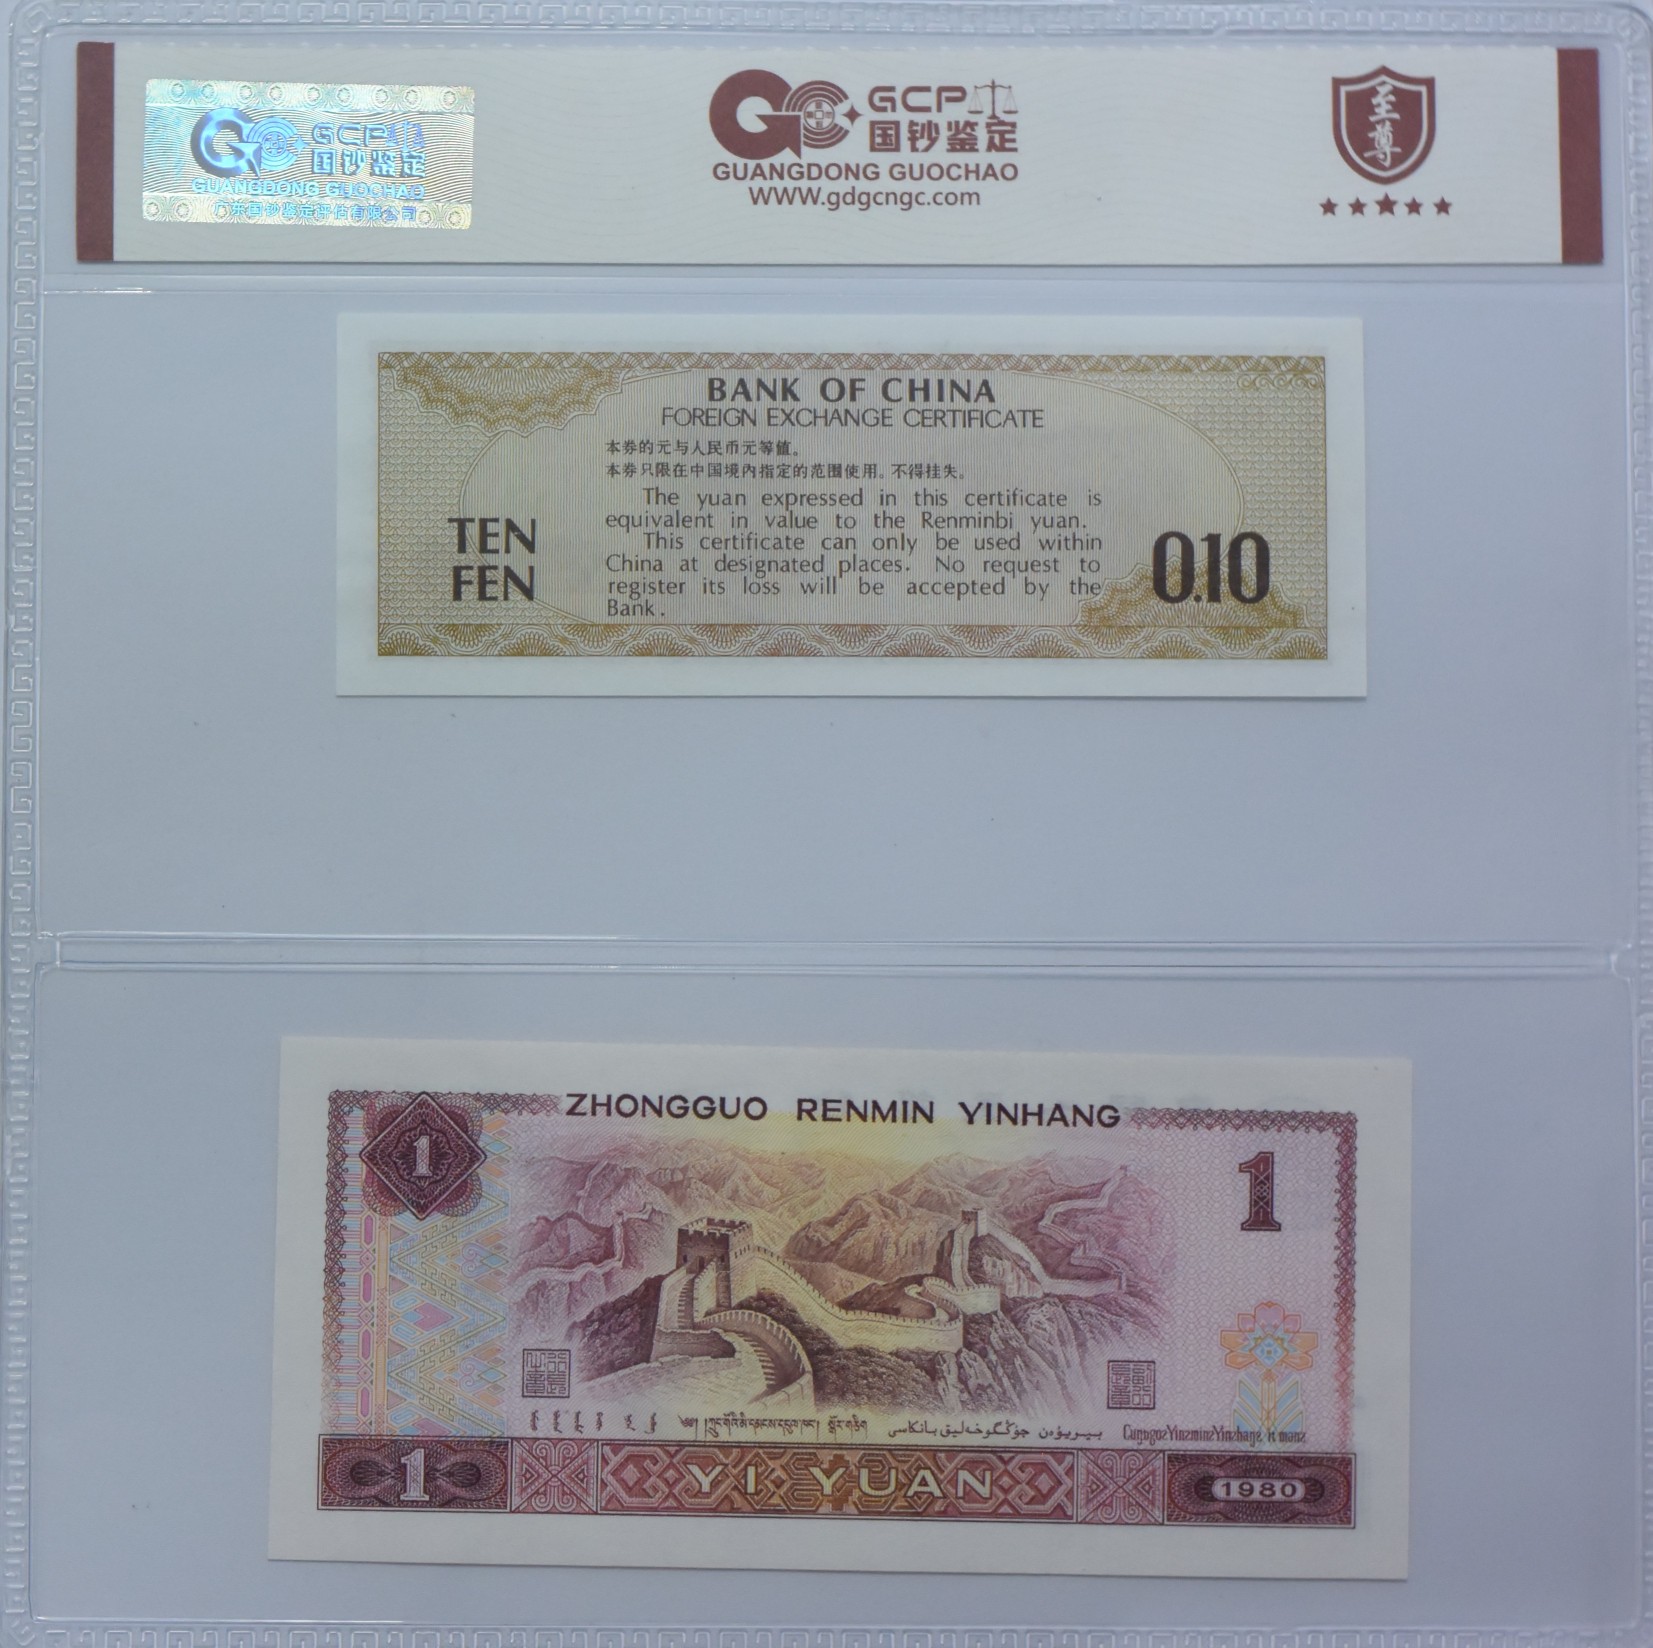 GCP
国钞鉴定
GUANGDONG GUOCHAO
广东国钞鉴定评估有限公司
GCP
国钞鉴定
GUANGDONG GUOCHAO
WWW.gdgcngc.com
至尊
BANK OF CHINA
FOREIGN EXCHANGE CERTIFICATE
本券的元与人民币元等值。
本券只限在中国境内指定的范围使用。不得挂失。
The yuan expressed in this certificate is
equivalent in value to the Renminbi yuan.
This certificate can only be used within
China at designated places. No request to
register its loss will be accepted by the
Bank.
TEN
FEN
0.10
ZHONGGUO RENMIN YINHANG
1
1
YI YUAN
1
1980